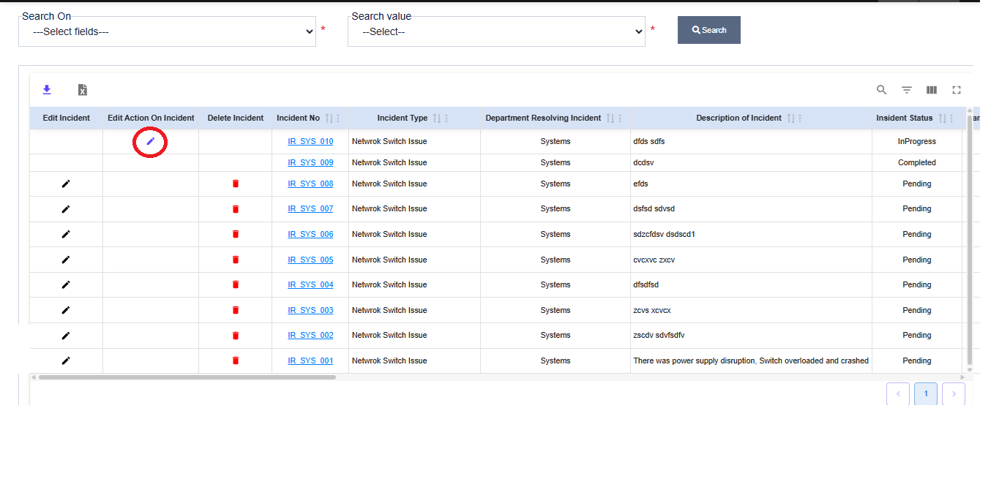 Search On
---Select fields---
*
Search value
--Select--
*
Search
Edit Incident Edit Action On Incident Delete Incident Incident No Incident Type Department Resolving Incident Description of Incident Insident Status
IR_SYS_010 Netwrok Switch Issue Systems dfds sdfs InProgress
IR_SYS_009 Netwrok Switch Issue Systems dcdsv Completed
IR_SYS_008 Netwrok Switch Issue Systems efds Pending
IR_SYS_007 Netwrok Switch Issue Systems dsfsd sdvsd Pending
IR_SYS_006 Netwrok Switch Issue Systems sdzcfdsv dsdscd1 Pending
IR_SYS_005 Netwrok Switch Issue Systems cvcxvc zxcv Pending
IR_SYS_004 Netwrok Switch Issue Systems dfsdfsd Pending
IR_SYS_003 Netwrok Switch Issue Systems zcvs xcvcx Pending
IR_SYS_002 Netwrok Switch Issue Systems zscdv sdvfsdfv Pending
IR_SYS_001 Netwrok Switch Issue Systems There was power supply disruption, Switch overloaded and crashed Pending
1